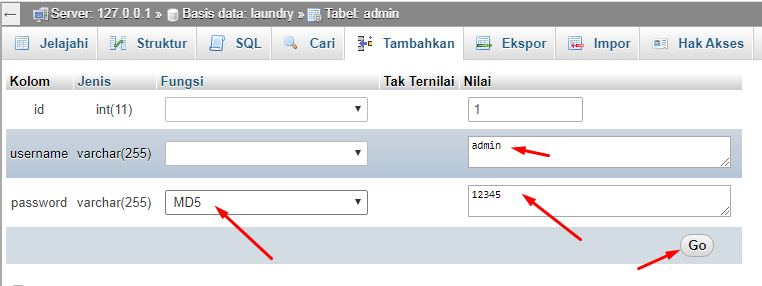 Server: 127.0.0.1 » Basis data: laundry » Tabel: admin
Jelajahi Struktur SQL Cari Tambahkan Ekspor Impor Hak Akses
Kolom Jenis Fungsi Tak Ternilai Nilai
id int(11) 1
username varchar(255) admin
password varchar(255) MD5 12345
Go